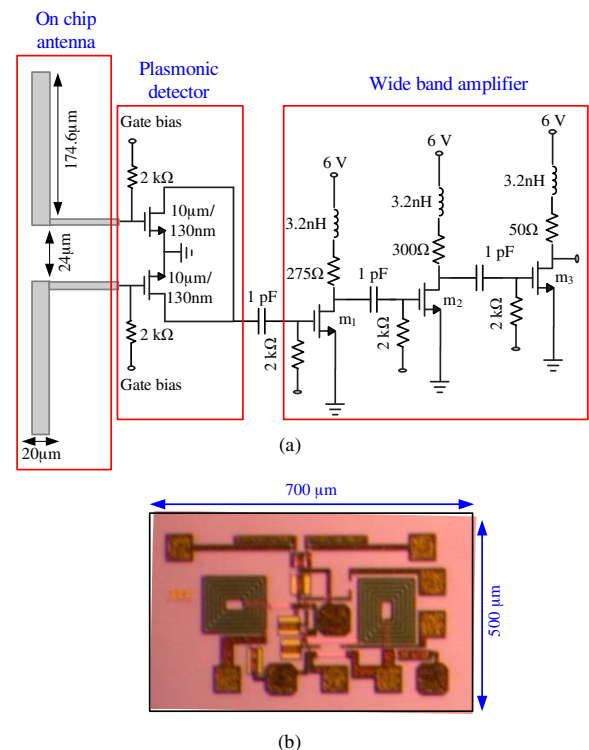 On chip
antenna
Plasmonic
detector
Wide band amplifier
174.6µm
24µm
20µm
Gate bias
2 kΩ
10µm/
130nm
10µm/
130nm
2 kΩ
Gate bias
1 pF
2 kΩ
6 V
3.2nH
275Ω
m1
1 pF
2 kΩ
6 V
3.2nH
300Ω
m2
1 pF
2 kΩ
6 V
3.2nH
50Ω
m3
(a)
700 µm
500 µm
(b)